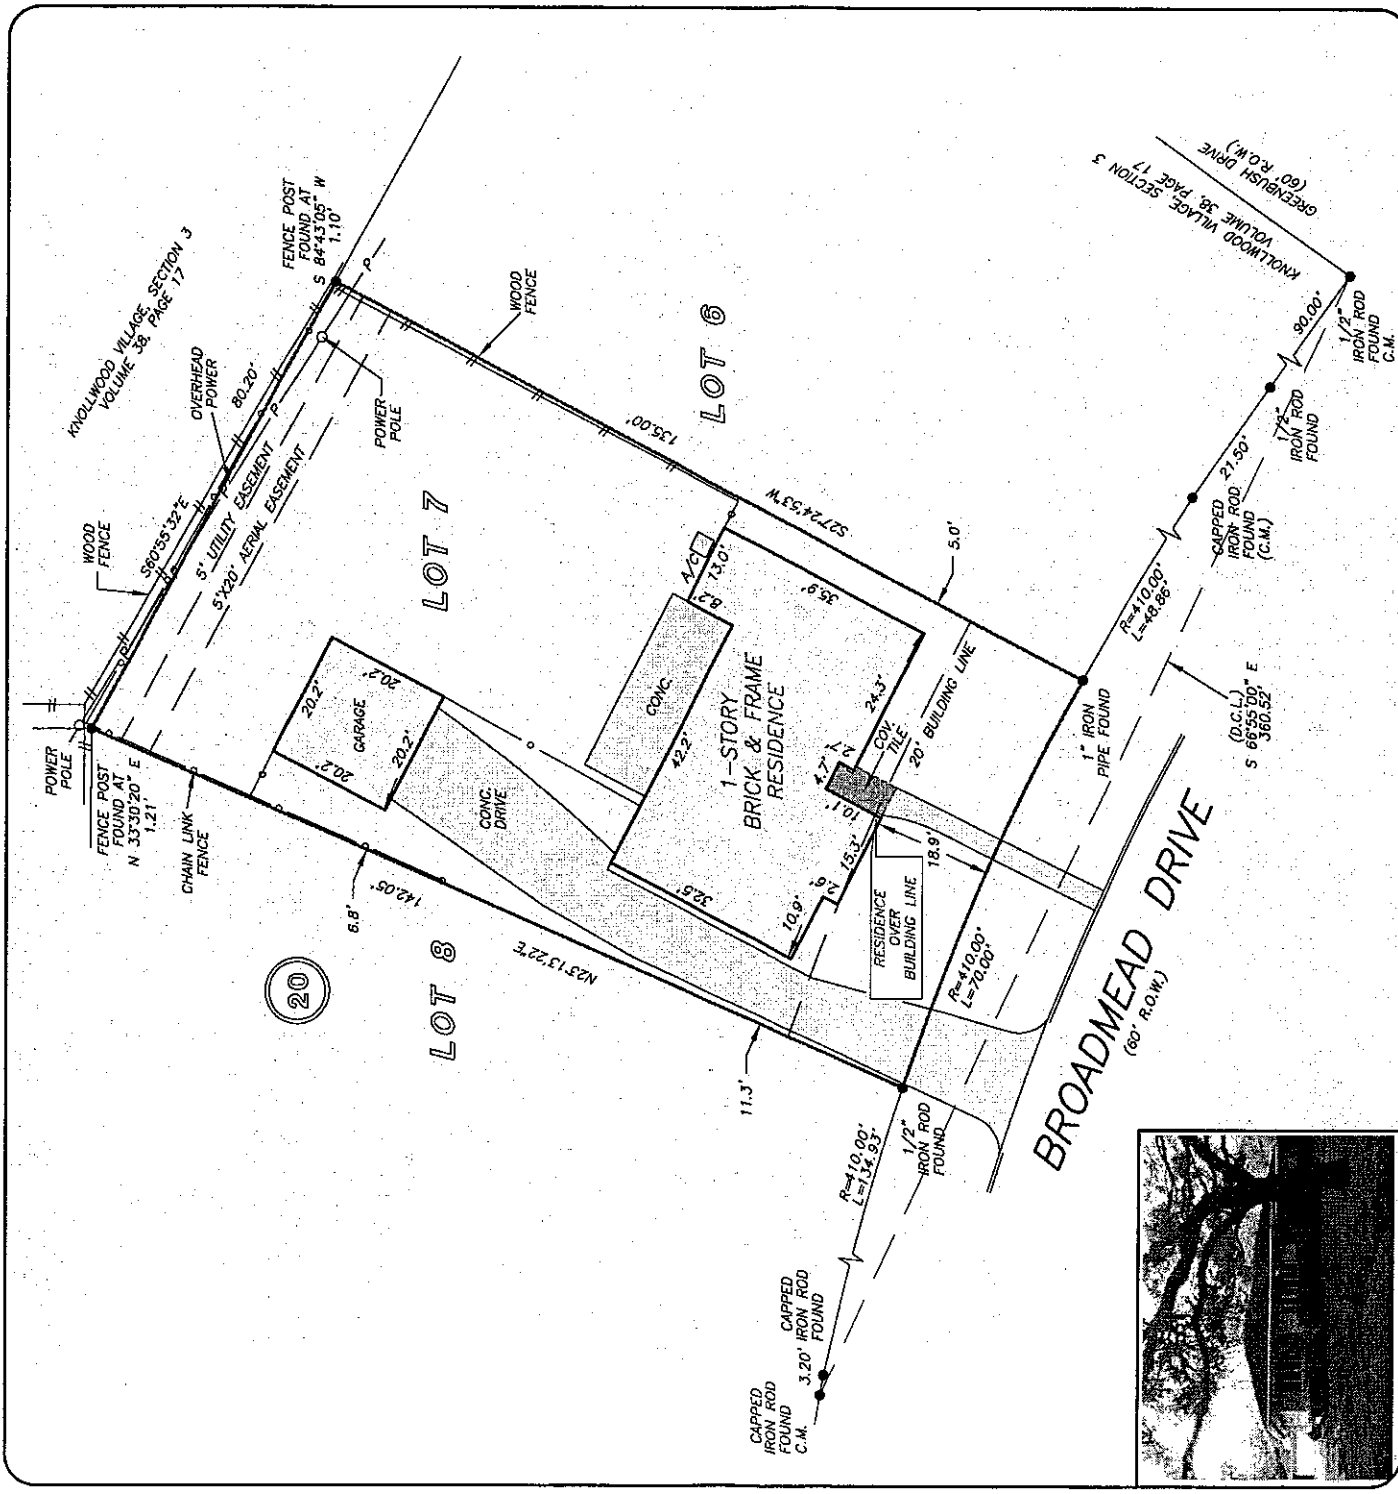 KNOLLWOOD VILLAGE, SECTION 3
VOLUME 38, PAGE 17
FENCE POST
FOUND AT
S 84°43'05" W
1.10'
OVERHEAD
POWER
80.20'
WOOD
FENCE
S60°55'32"E
P
P
P
P
5' UTILITY EASEMENT
5'X20' AERIAL EASEMENT
POWER
POLE
WOOD
FENCE
POWER
POLE
FENCE POST
FOUND AT
N 33°30'20" E
1.21'
CHAIN LINK
FENCE
LOT 7
LOT 6
135.00'
S27°24'53"W
20.2'
20.2'
GARAGE
20.2'
20.2'
CONC.
DRIVE
6.8'
142.05'
N23°13'22"E
20
LOT 8
A/C
13.0'
8.2'
CONC.
42.2'
35.9'
1-STORY
BRICK & FRAME
RESIDENCE
32.5'
24.3'
2.7'
COV.
TILE
4.7'
10.1'
15.3'
2.6'
10.9'
20' BUILDING LINE
5.0'
18.9'
RESIDENCE
OVER
BUILDING LINE
11.3'
R=410.00'
L=70.00'
1" IRON
PIPE FOUND
R=410.00'
L=48.86'
CAPPED
IRON ROD
FOUND
(C.M.)
21.50'
1/2"
IRON ROD
FOUND
90.00'
1/2"
IRON ROD
FOUND
C.M.
KNOLLWOOD VILLAGE, SECTION 3
VOLUME 38, PAGE 17
GREENBUSH DRIVE
(60' R.O.W.)
(D.C.L.)
S 66°55'00" E
360.52'
BROADMEAD DRIVE
(60' R.O.W.)
1/2"
IRON ROD
FOUND
R=410.00'
L=134.93'
CAPPED
3.20' IRON ROD
FOUND
CAPPED
IRON ROD
FOUND
C.M.